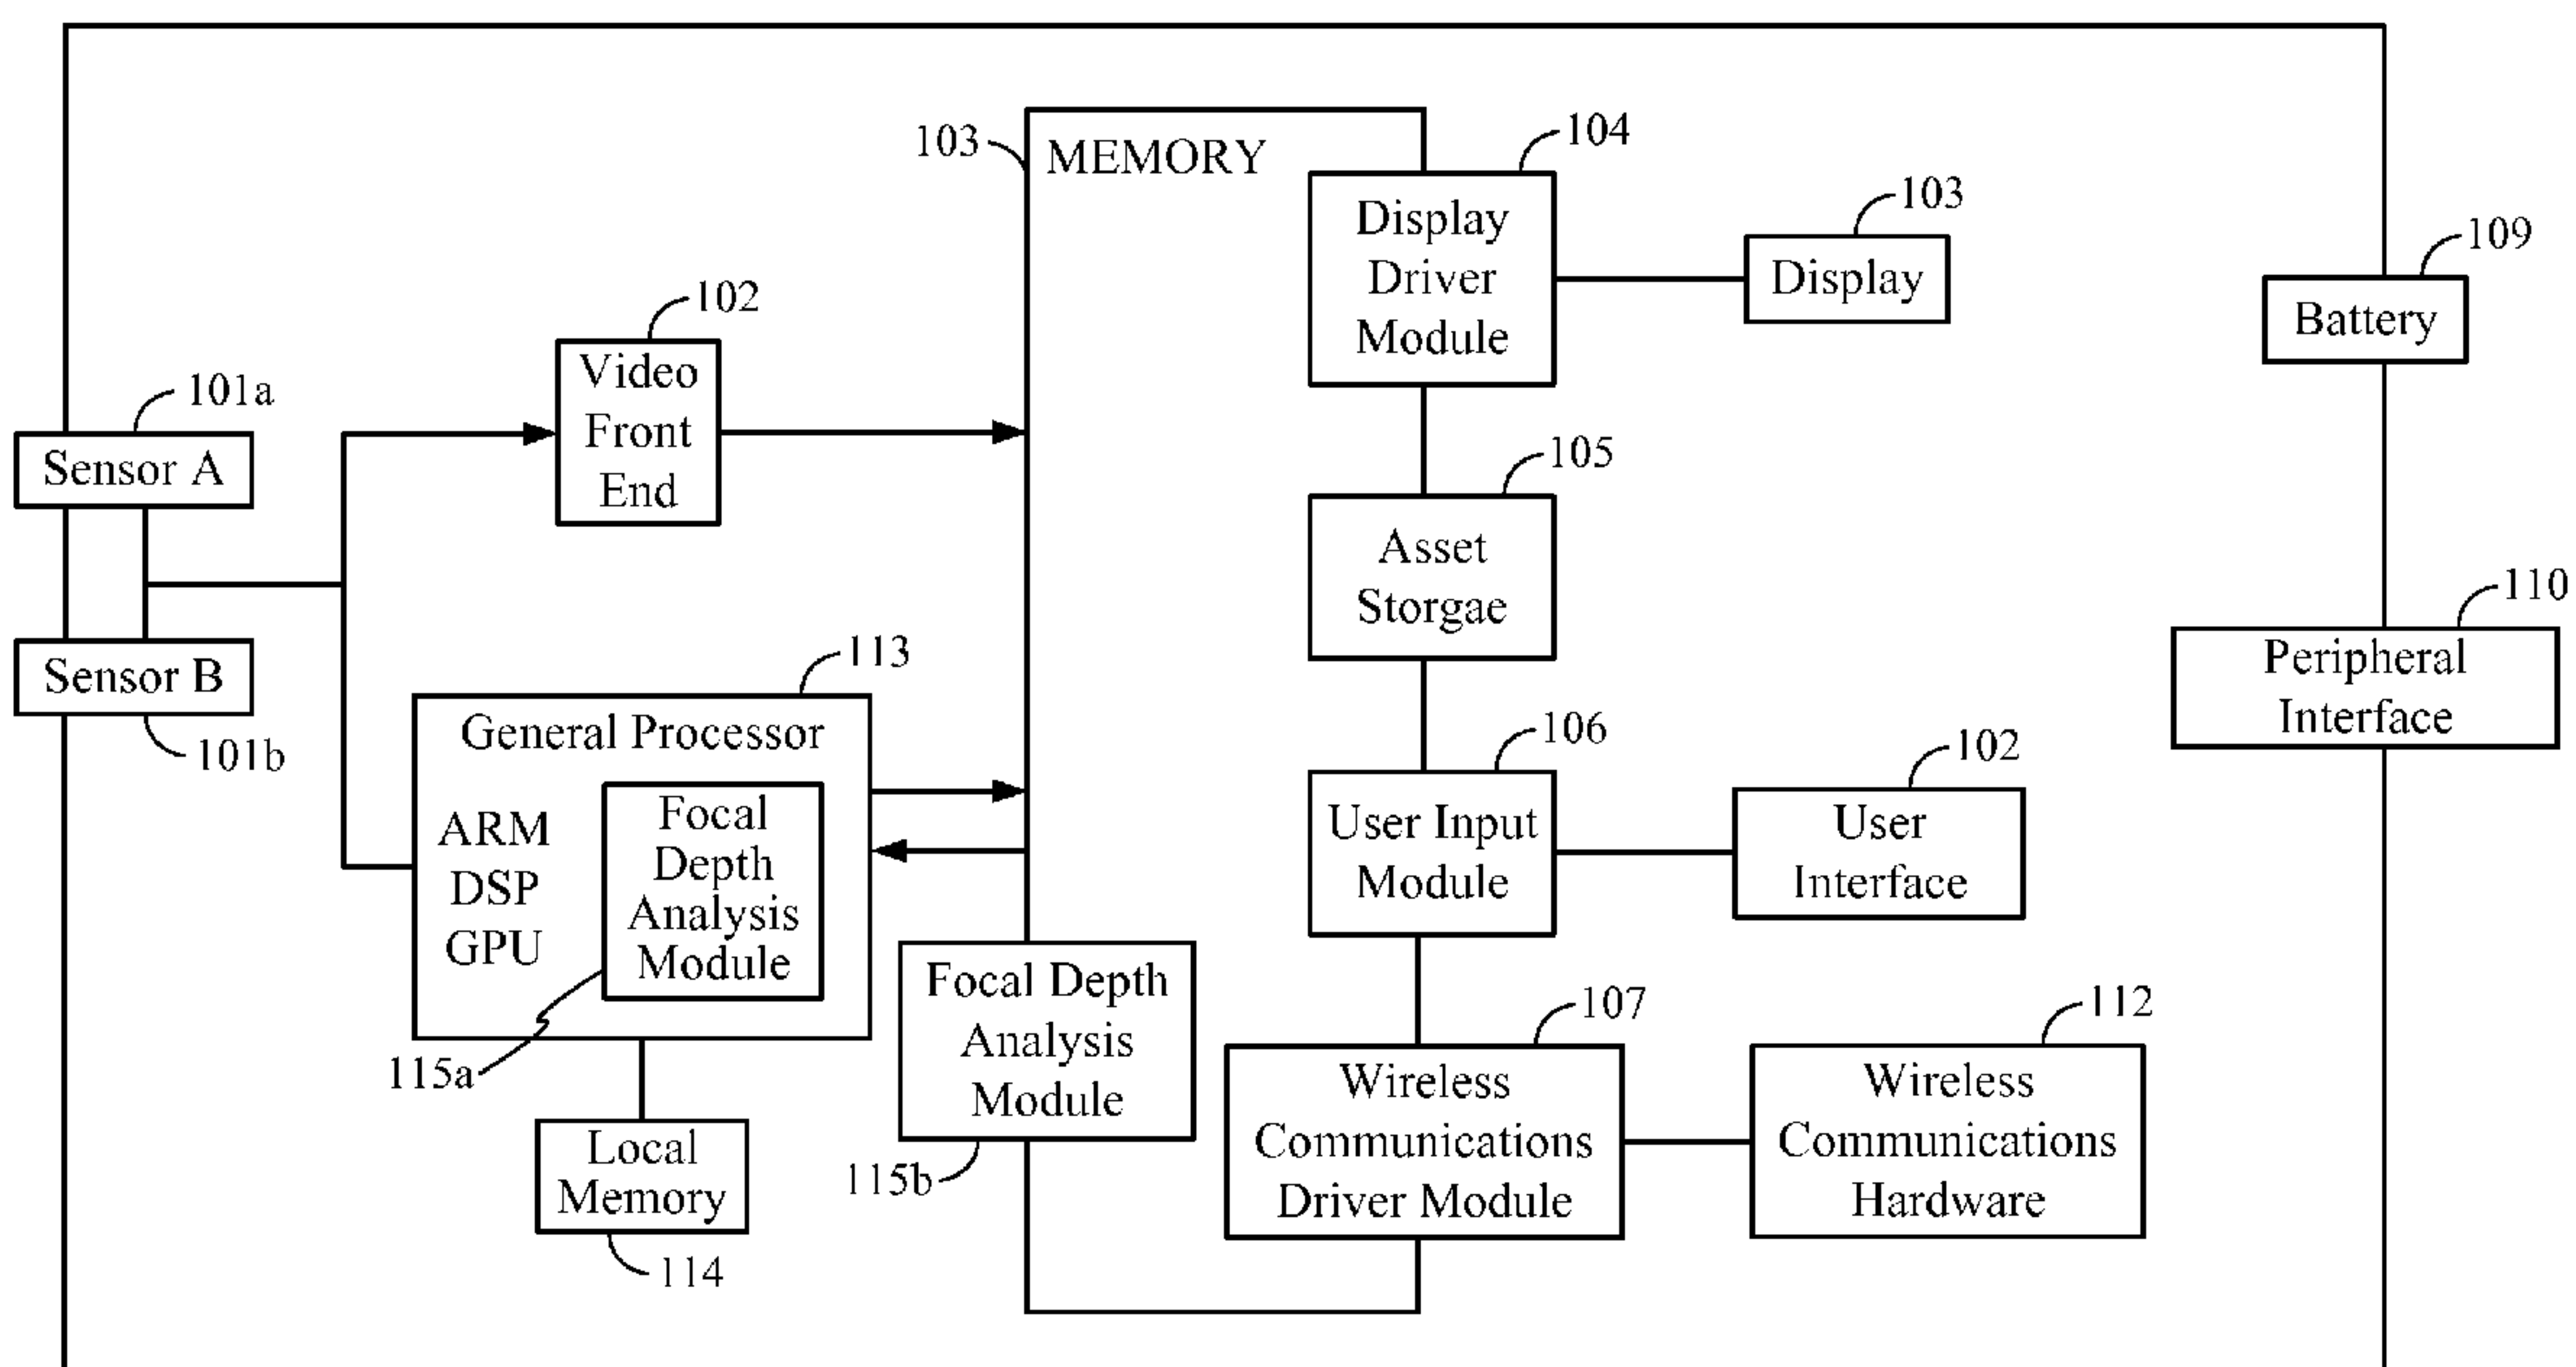 103
MEMORY
104
Display
Driver
Module
103
Display
109
Battery
102
Video
Front
End
101a
Sensor A
Sensor B
101b
105
Asset
Storgae
110
Peripheral
Interface
113
General Processor
ARM
DSP
GPU
Focal
Depth
Analysis
Module
115a
106
User Input
Module
102
User
Interface
Focal Depth
Analysis
Module
115b
Local
Memory
114
107
Wireless
Communications
Driver Module
112
Wireless
Communications
Hardware